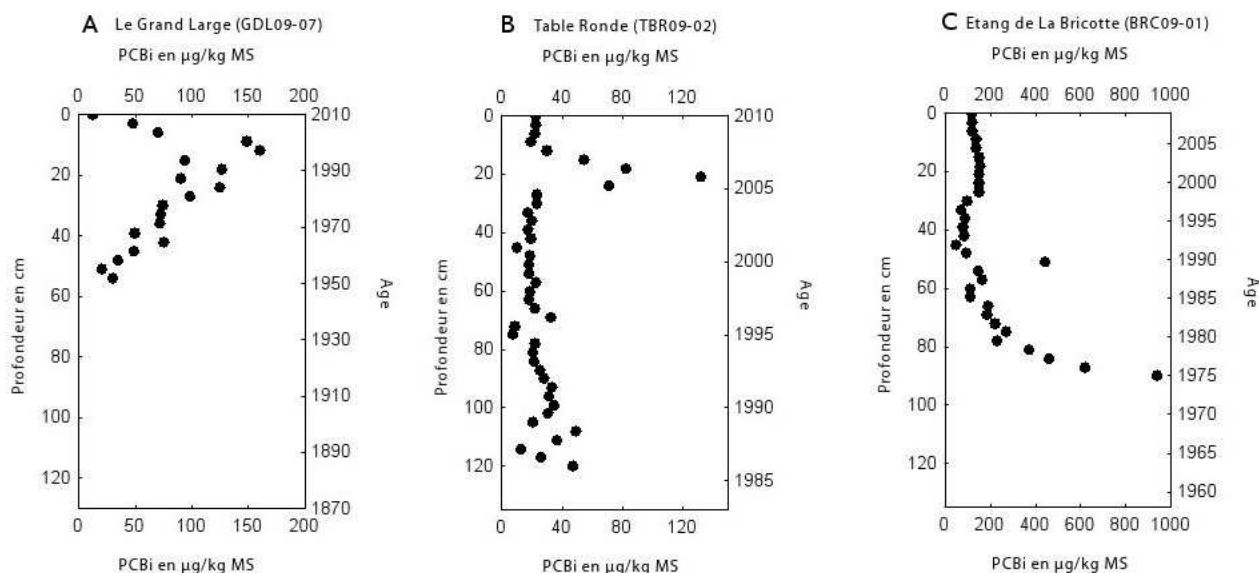 A Le Grand Large (GDL09-07)
PCBi en µg/kg MS
0 50 100 150 200
0 20 40 60 80 100 120
Profondeur en cm
2010 1990 1970 1950 1930 1910 1890 1870
Age
0 50 100 150 200
PCBi en µg/kg MS
B Table Ronde (TBR09-02)
PCBi en µg/kg MS
0 40 80 120
0 20 40 60 80 100 120
Profondeur en cm
2010 2005 2000 1995 1990 1985
Age
0 40 80 120
PCBi en µg/kg MS
C Etang de La Bricotte (BRC09-01)
PCBi en µg/kg MS
0 200 400 600 800 1000
0 20 40 60 80 100 120
Profondeur en cm
2005 2000 1995 1990 1985 1980 1975 1970 1965 1960
Age
0 200 400 600 800 1000
PCBi en µg/kg MS